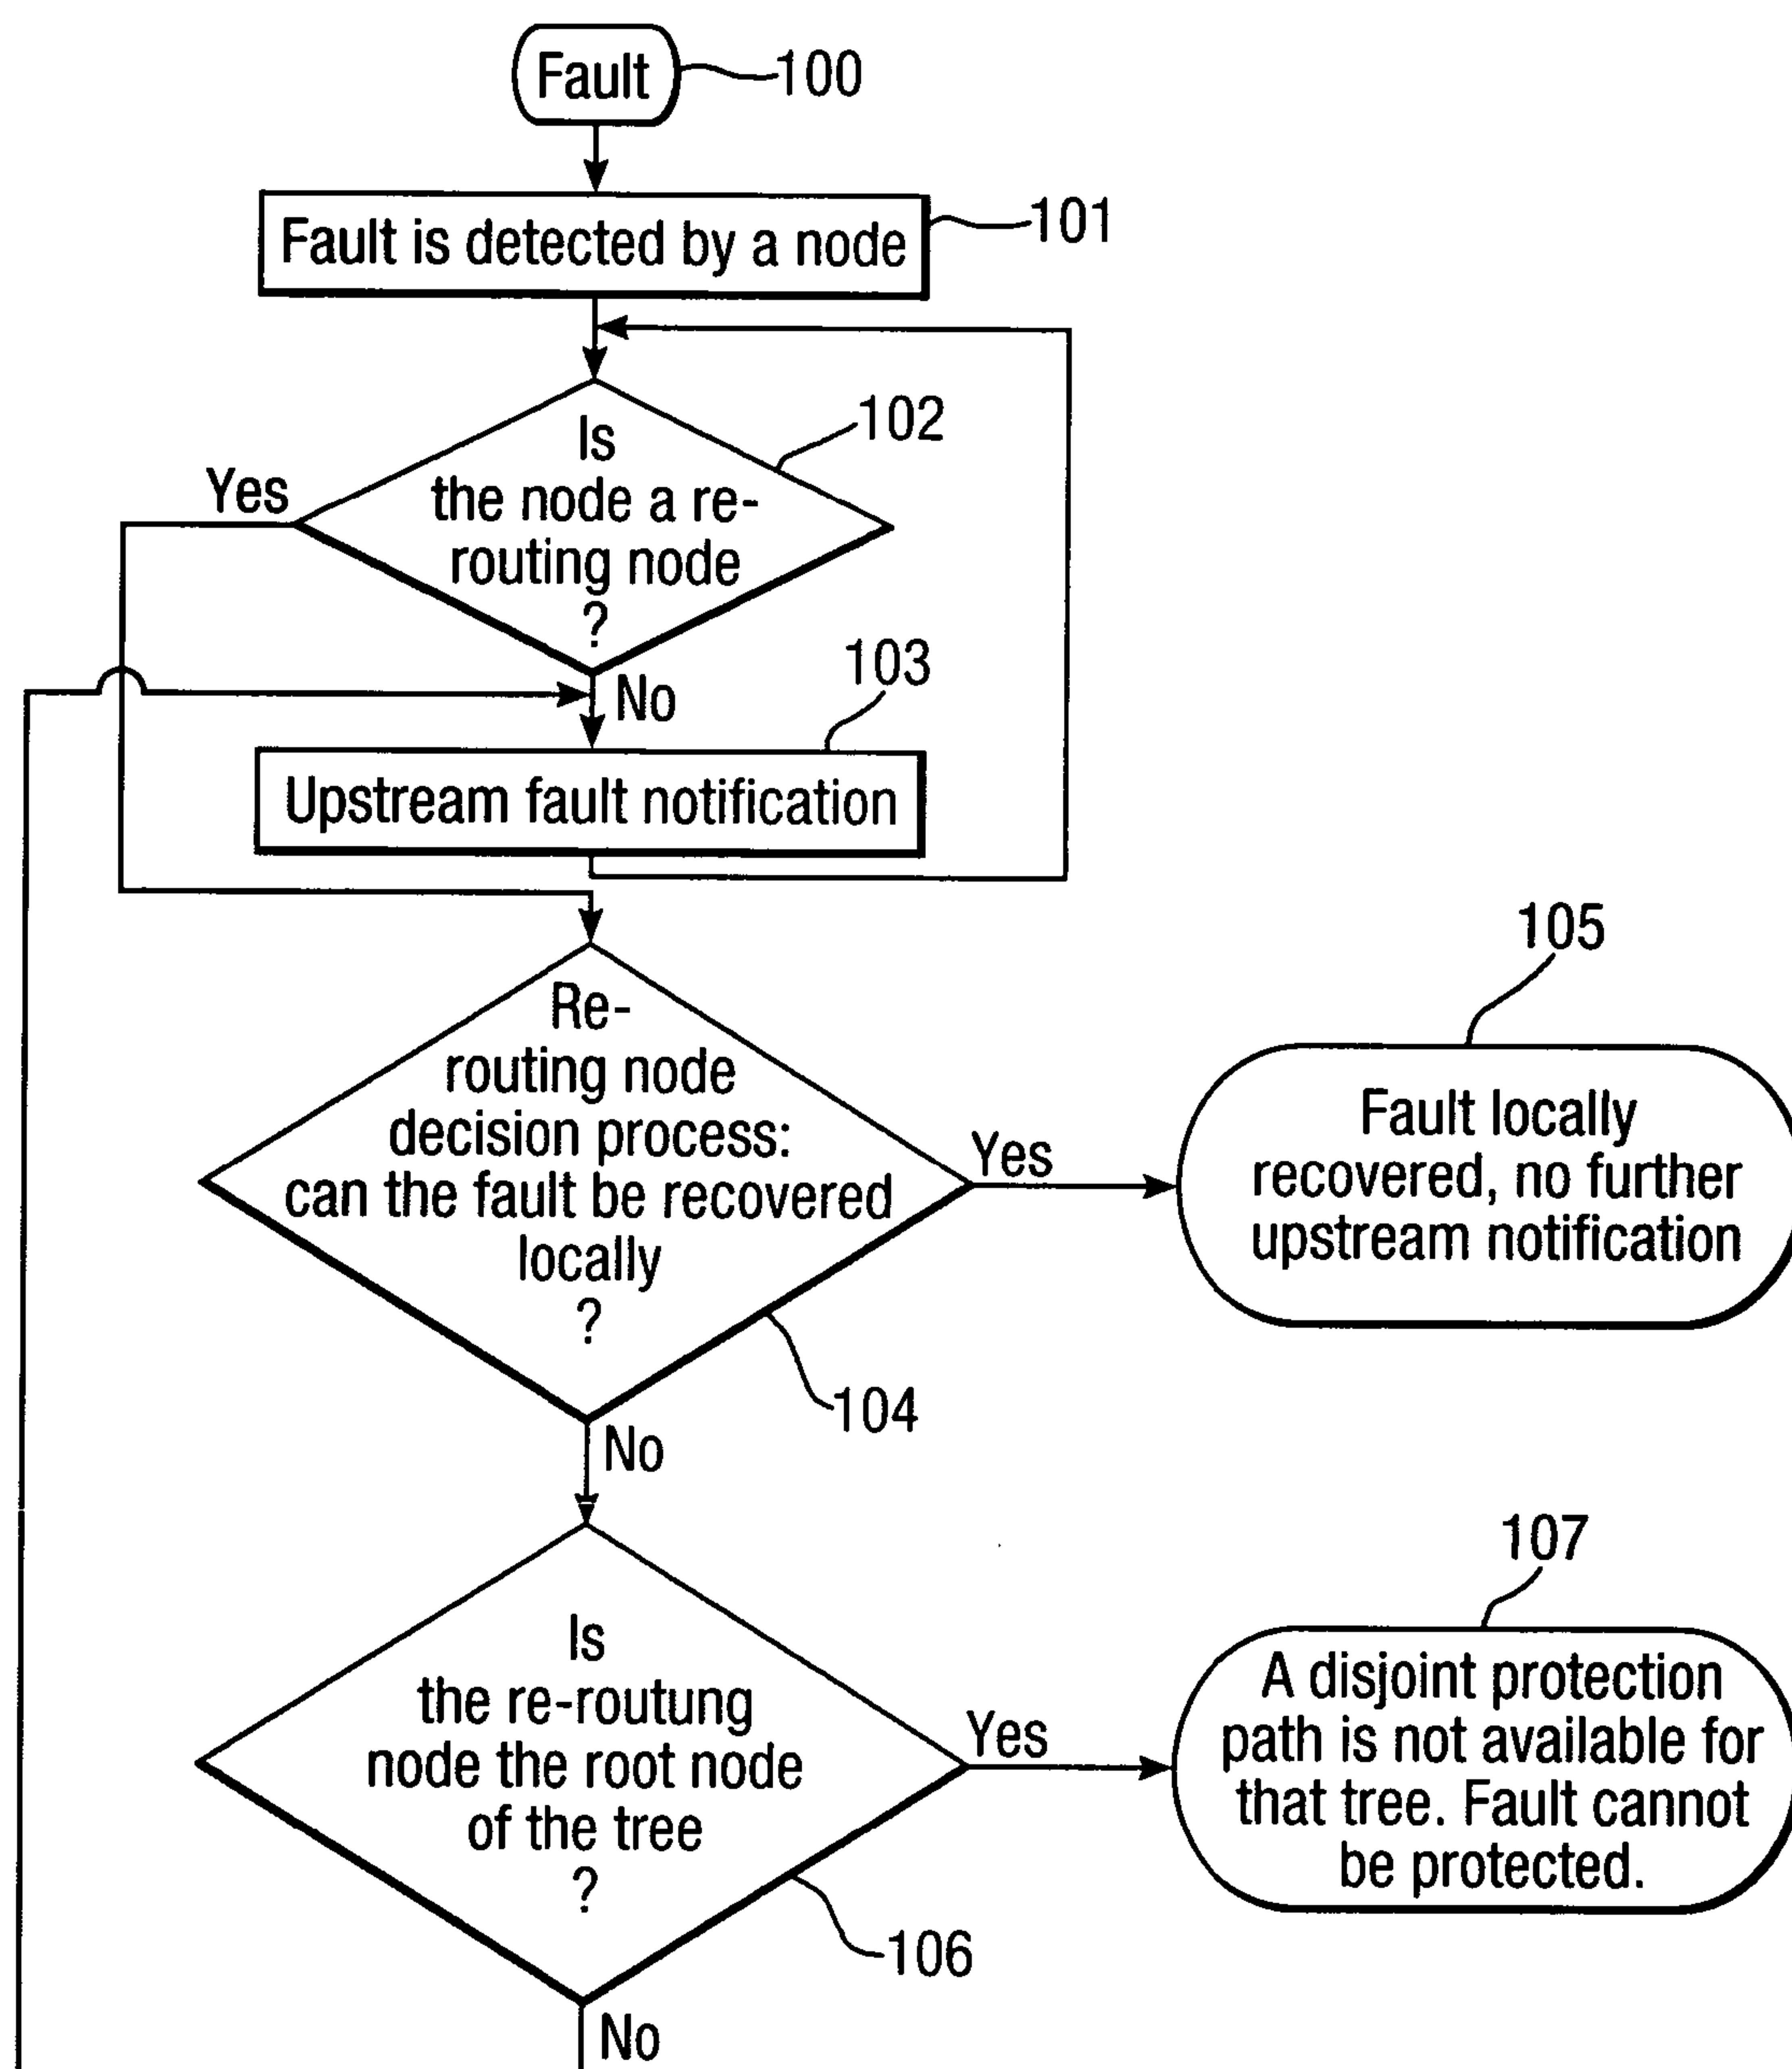 Fault
100
Fault is detected by a node
101
Is
the node a re-
routing node
?
102
Yes
No
103
Upstream fault notification
Re-
routing node
decision process:
can the fault be recovered
locally
?
104
Yes
105
Fault locally
recovered, no further
upstream notification
No
Is
the re-routung
node the root node
of the tree
?
106
Yes
107
A disjoint protection
path is not available for
that tree. Fault cannot
be protected.
No